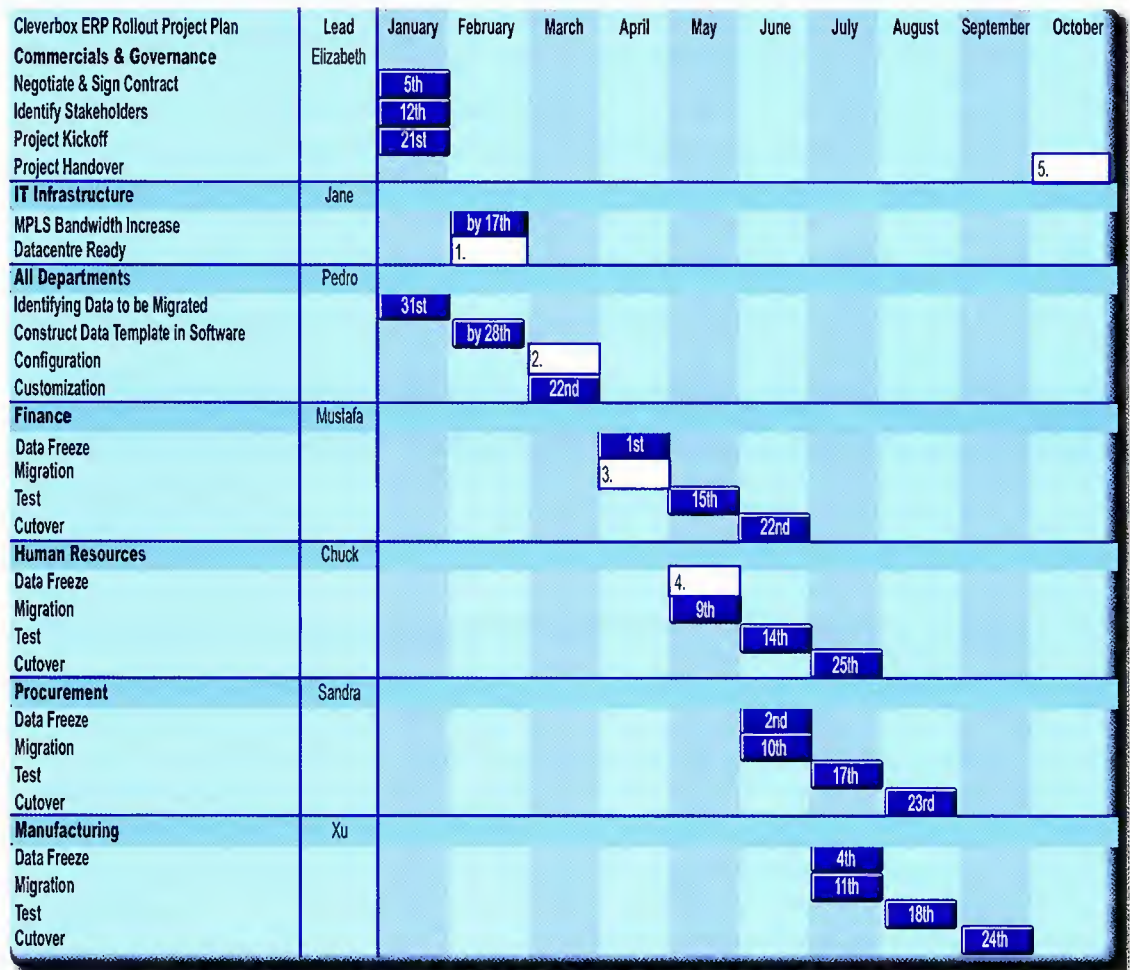 Cleverbox ERP Rollout Project Plan Lead January February March April May June July August September October
Commercials & Governance Elizabeth
Negotiate & Sign Contract 5th
Identify Stakeholders 12th
Project Kickoff 21st
Project Handover 5.
IT Infrastructure Jane
MPLS Bandwidth Increase by 17th
Datacentre Ready 1.
All Departments Pedro
Identifying Data to be Migrated 31st
Construct Data Template in Software by 28th
Configuration 2.
Customization 22nd
Finance Mustafa
Data Freeze 1st
Migration 3.
Test 15th
Cutover 22nd
Human Resources Chuck
Data Freeze 4.
Migration 9th
Test 14th
Cutover 25th
Procurement Sandra
Data Freeze 2nd
Migration 10th
Test 17th
Cutover 23rd
Manufacturing Xu
Data Freeze 4th
Migration 11th
Test 18th
Cutover 24th